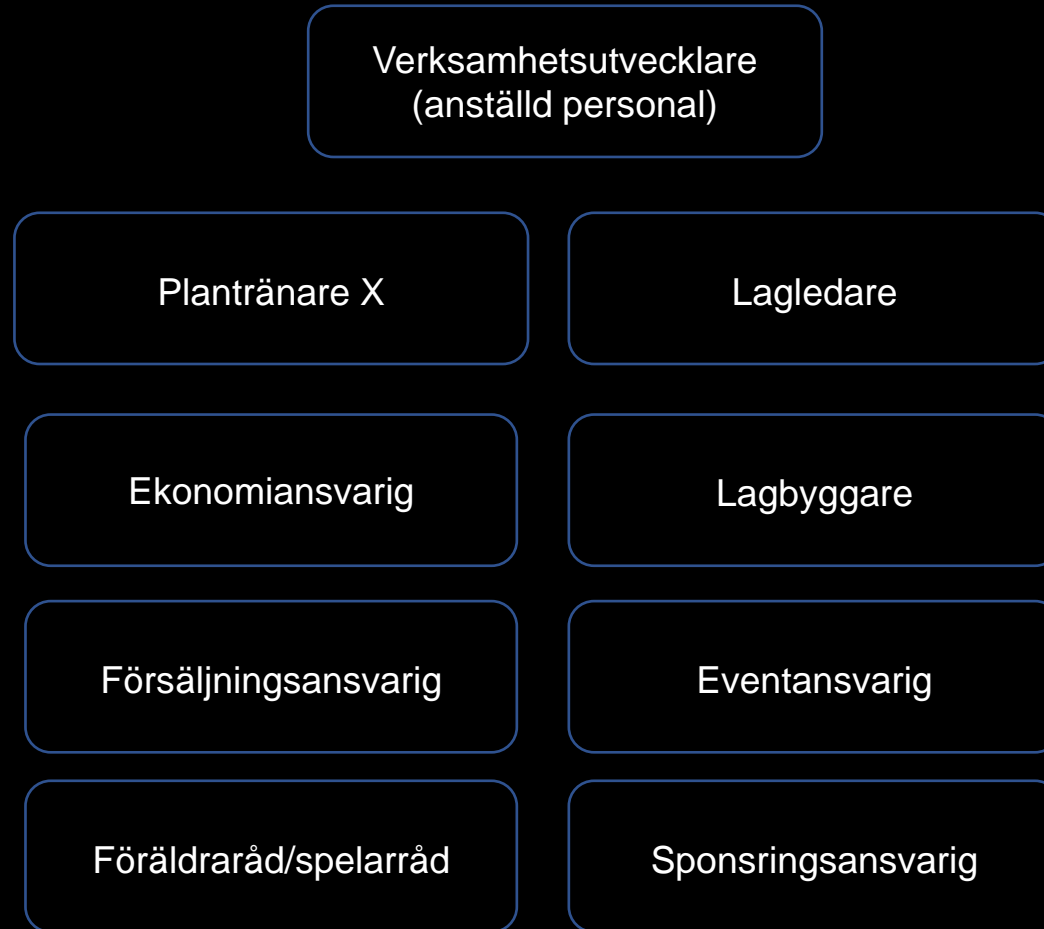 Verksamhetsutvecklare
(anställd personal)
Plantränare X
Lagledare
Ekonomiansvarig
Lagbyggare
Försäljningsansvarig
Eventansvarig
Föräldraråd/spelarråd
Sponsringsansvarig